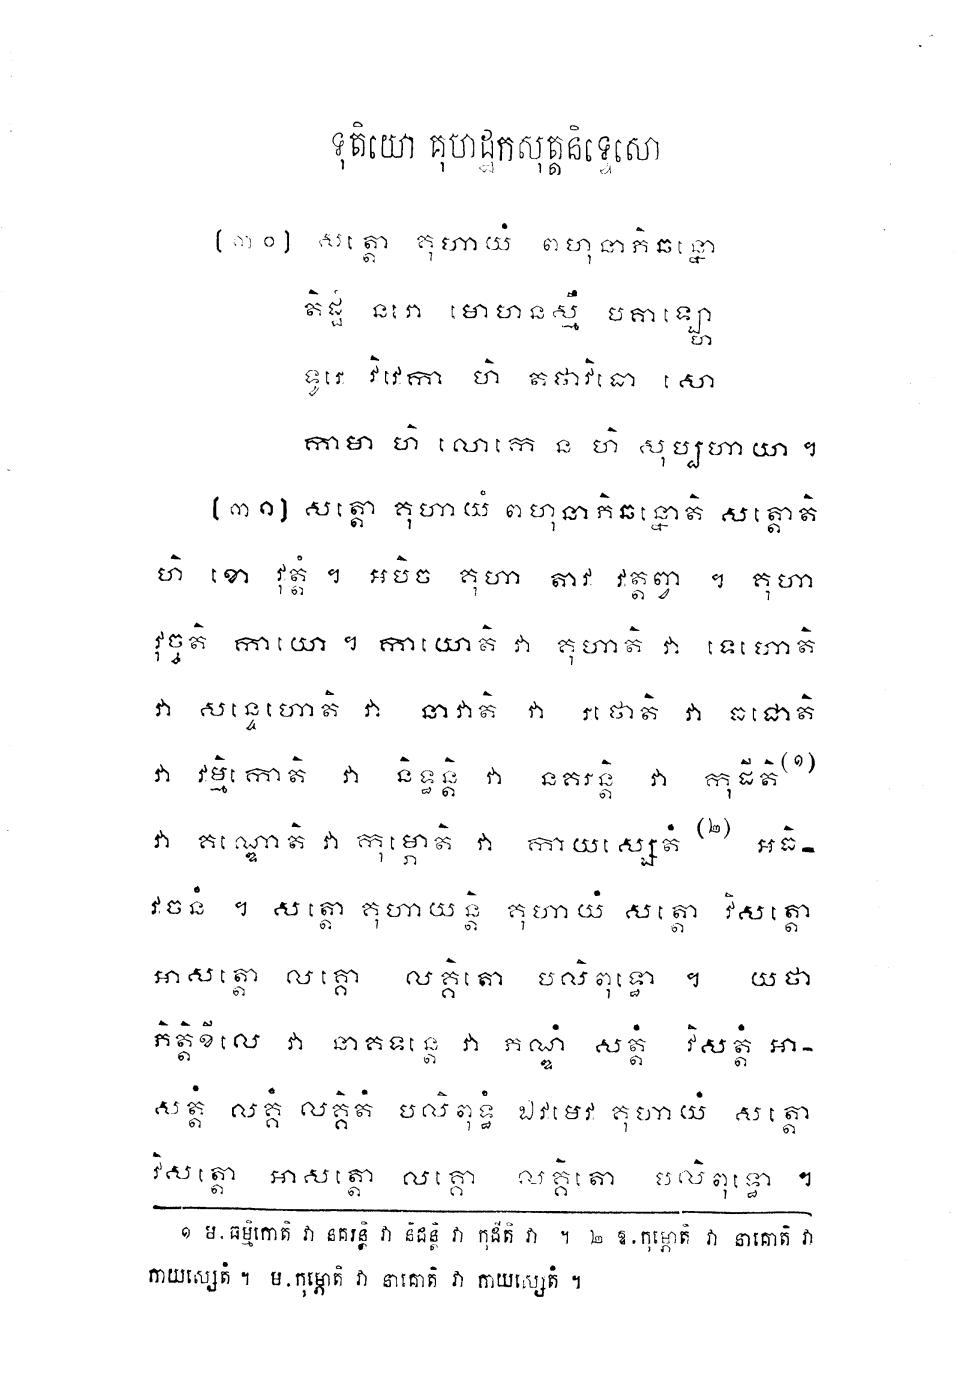 ទុតិយោ គុហដ្ឋកសុត្តនិទ្ទេសោ
(៣០) សត្តោ គុហាយំ ពហុនាភិឆន្នោ
តិដ្ឋំ នរោ មោហនស្មឹ បគាឡ្ហោ
ទូរេ វិវេកា ហិ តថាវិធោ សោ
កាមា ហិ លោកេ ន ហិ សុប្បហាយា ។
(៣១) សត្តោ គុហាយំ ពហុនាភិឆន្នោតិ សត្តោតិ
ហិ ខោ វុត្តំ ។ អបិច គុហា តាវ វត្តព្វា ។ គុហា
វុច្ចតិ កាយោ ។ កាយោតិ វា គុហាតិ វា ទេហោតិ
វា សន្ទេហោតិ វា នាវាតិ វា រថោតិ វា ធជោតិ
វា វម្មិកោតិ វា និទ្ធន្តិ វា នគរន្តិ វា កុដីតិ(១)
វា គណ្ឌោតិ វា កុម្ភោតិ វា កាយស្សេតំ (២) អធិ-
វចនំ ។ សត្តោ គុហាយន្តិ គុហាយំ សត្តោ វិសត្តោ
អាសត្តោ លគ្គោ លគ្គិតោ បលិពុទ្ធោ ។ យថា
ភិត្តិខីលេ វា នាគទន្តេ វា ភណ្ឌំ សត្តំ វិសត្តំ អា-
សត្តំ លគ្គំ លគ្គិតំ បលិពុទ្ធំ ឯវមេវ គុហាយំ សត្តោ
វិសត្តោ អាសត្តោ លគ្គោ លគ្គិតោ បលិពុទ្ធោ ។
១ ម. ធម្មិកោតិ វា នគរន្តិ វា និដ្ឌន្តិ វា កុដីតិ វា ។ ២ ឱ. កុម្ភោតិ វា នាគោតិ វា
កាយស្សេតំ ។ ម. កុម្ភោតិ វា នាគោតិ វា កាយស្សេតំ ។